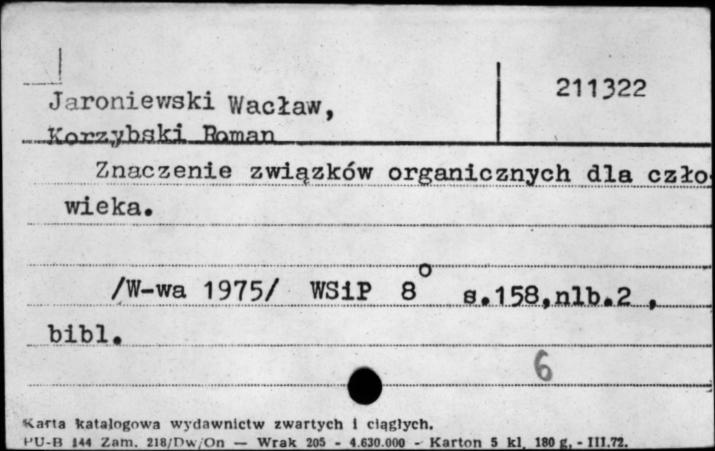 211322
Jaroniewski Wacław,
Korzybski Roman
Znaczenie związków organicznych dla czło-
wieka.
/W-wa 1975/ WSiP 8° s.158,nlb.2 ,
bibl.
6
Karta katalogowa wydawnictw zwartych i ciągłych.
PU-B 144 Zam. 218/Dw/On — Wrak 205 - 4.630.000 - Karton 5 kl. 180 g. - III.72.